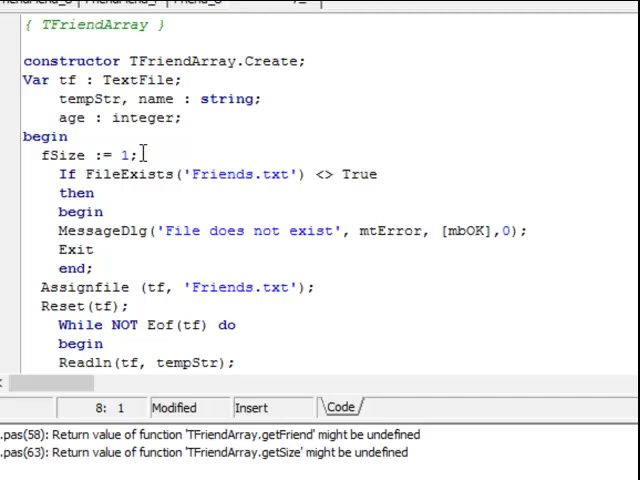 { TFriendArray }
constructor TFriendArray.Create;
Var tf : TextFile;
tempStr, name : string;
age : integer;
begin
fSize := 1;
If FileExists('Friends.txt') <> True
then
begin
MessageDlg('File does not exist', mtError, [mbOK],0);
Exit
end;
Assignfile (tf, 'Friends.txt');
Reset(tf);
While NOT Eof(tf) do
begin
Readln(tf, tempStr);
8: 1 Modified Insert \Code/
.pas(58): Return value of function 'TFriendArray.getFriend' might be undefined
.pas(63): Return value of function 'TFriendArray.getSize' might be undefined